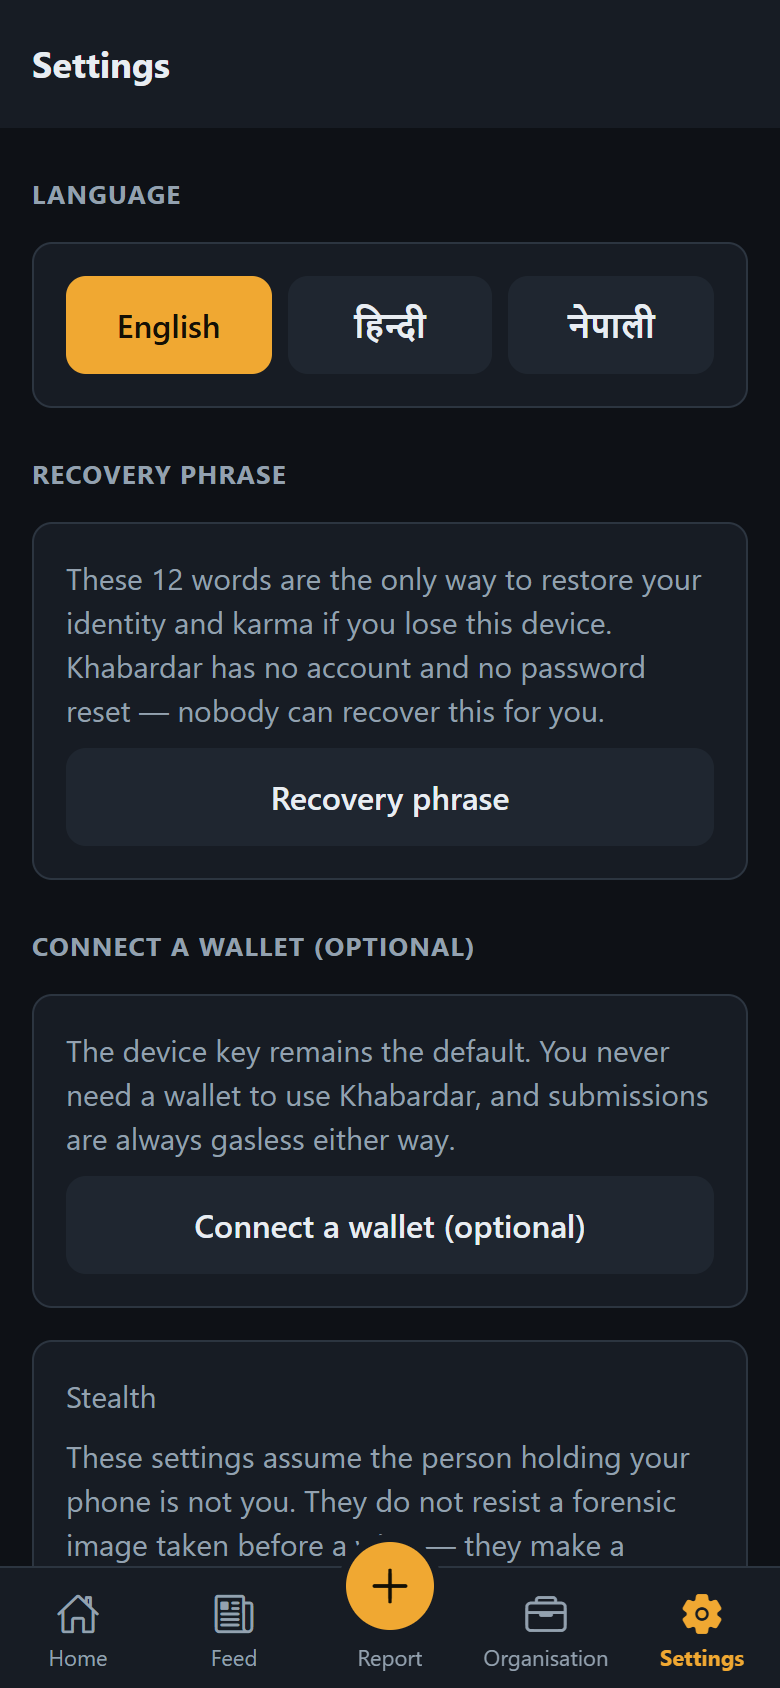 Settings
LANGUAGE
English
हिन्दी
नेपाली
RECOVERY PHRASE
These 12 words are the only way to restore your
identity and karma if you lose this device.
Khabardar has no account and no password
reset — nobody can recover this for you.
Recovery phrase
CONNECT A WALLET (OPTIONAL)
The device key remains the default. You never
need a wallet to use Khabardar, and submissions
are always gasless either way.
Connect a wallet (optional)
Stealth
These settings assume the person holding your
phone is not you. They do not resist a forensic
image taken before a — they make a
Home
Feed
Report
Organisation
Settings